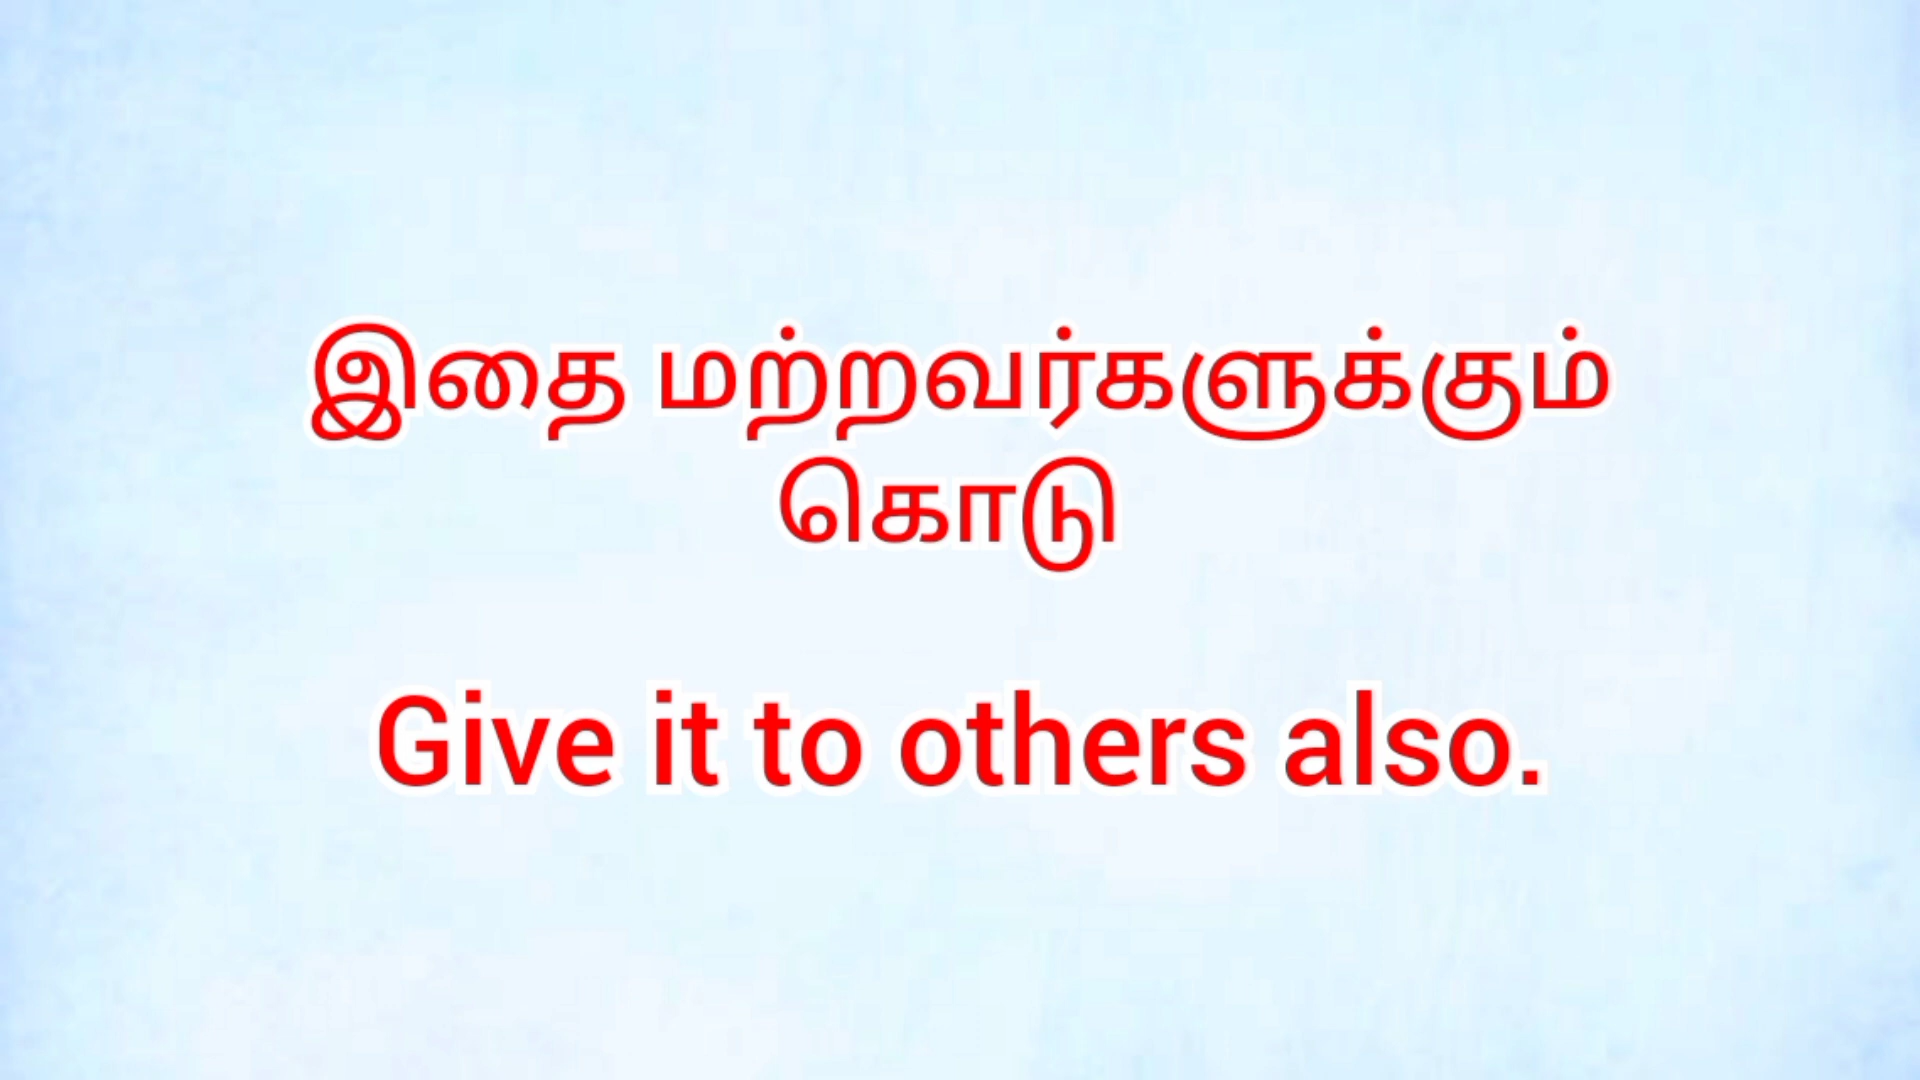 இதை மற்றவர்களுக்கும்
கொடு
Give it to others also.